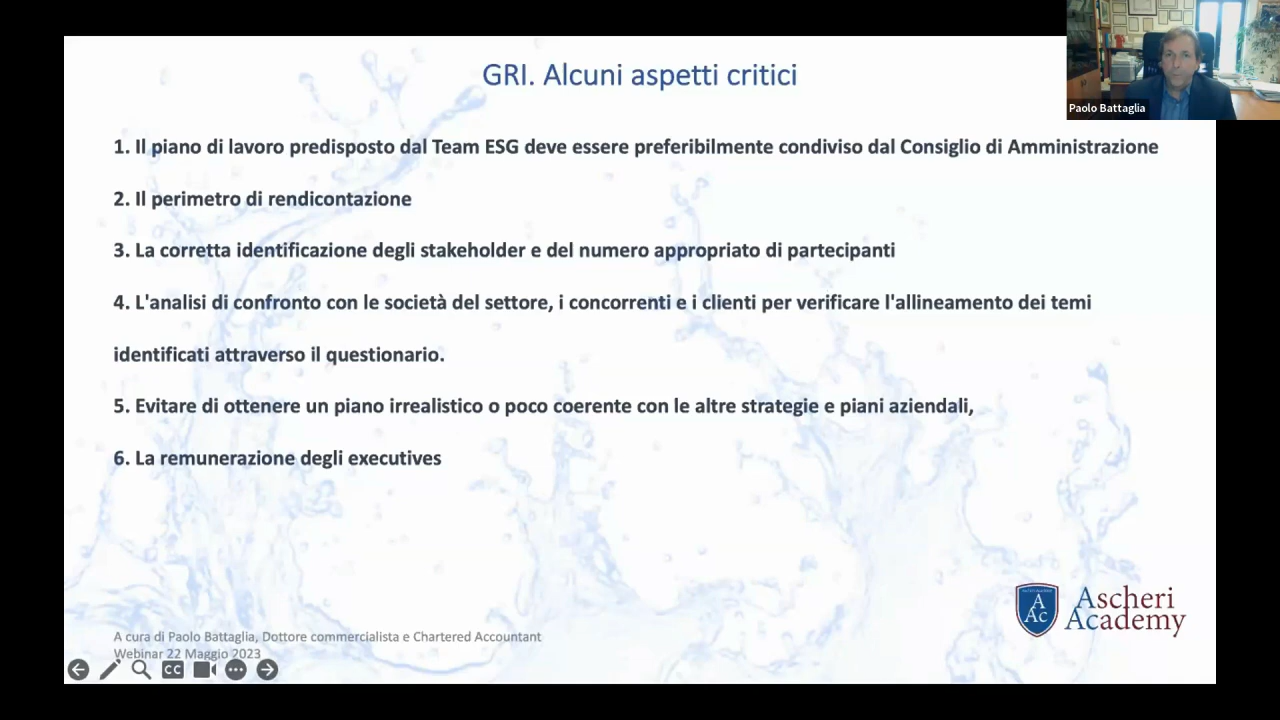 GRI. Alcuni aspetti critici
Paolo Battaglia
1. Il piano di lavoro predisposto dal Team ESG deve essere preferibilmente condiviso dal Consiglio di Amministrazione
2. Il perimetro di rendicontazione
3. La corretta identificazione degli stakeholder e del numero appropriato di partecipanti
4. L'analisi di confronto con le società del settore, i concorrenti e i clienti per verificare l'allineamento dei temi
identificati attraverso il questionario.
5. Evitare di ottenere un piano irrealistico o poco coerente con le altre strategie e piani aziendali,
6. La remunerazione degli executives
A
Ac
Ascheri
Academy
A cura di Paolo Battaglia, Dottore commercialista e Chartered Accountant
Webinar 22 Maggio 2023
CC